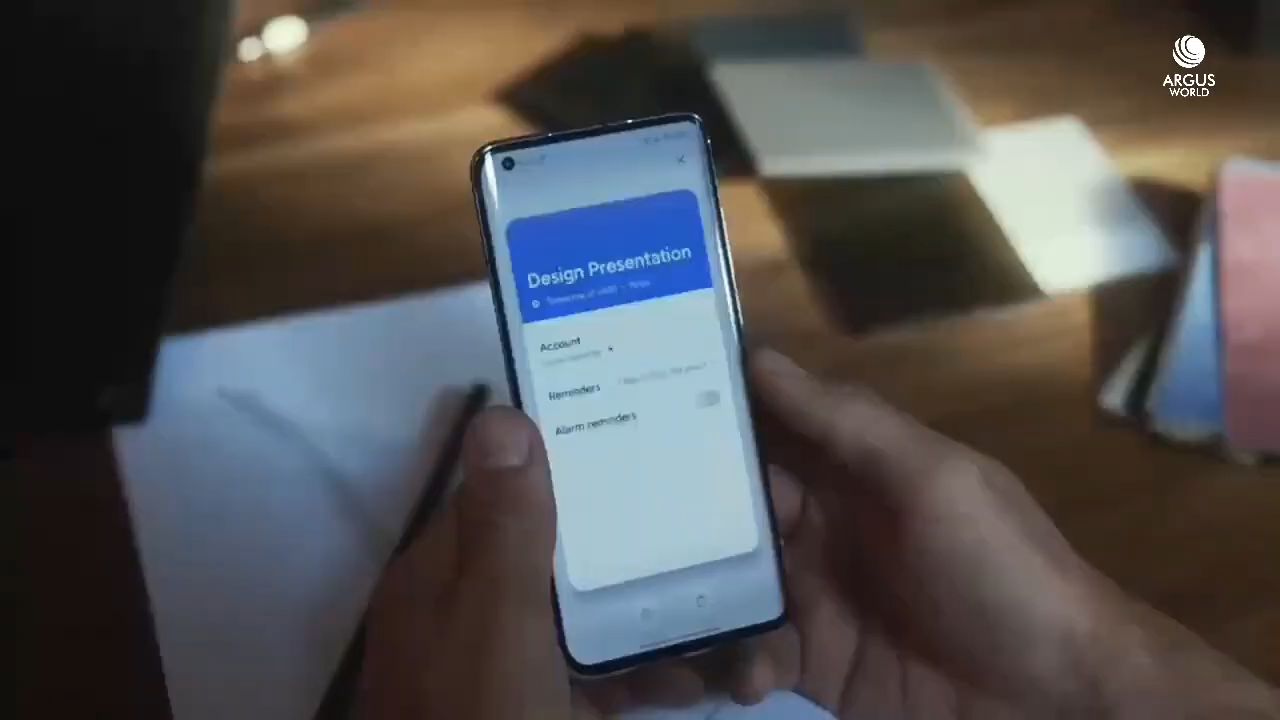 ARGUS
WORLD
Design Presentation
Account
Reminders
Alarm reminders